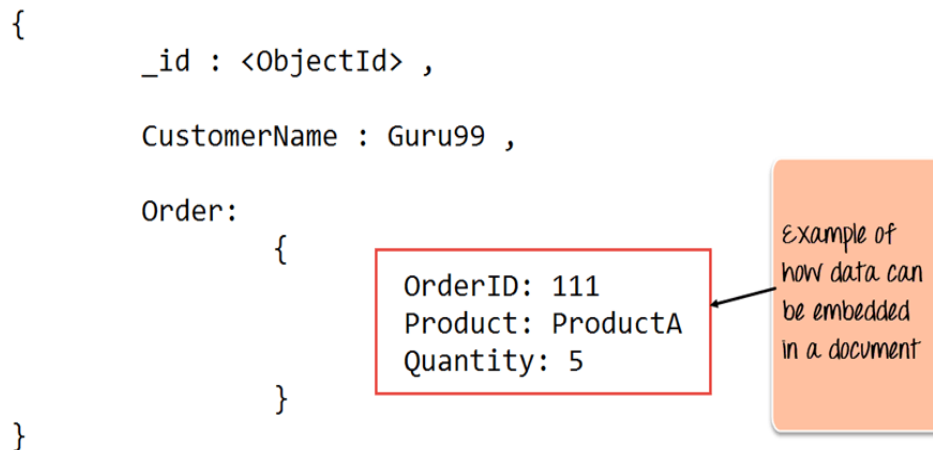 {
_id : <ObjectId> ,
CustomerName : Guru99 ,
Order:
{
OrderID: 111
Product: ProductA
Quantity: 5
}
}
Example of
how data can
be embedded
in a document